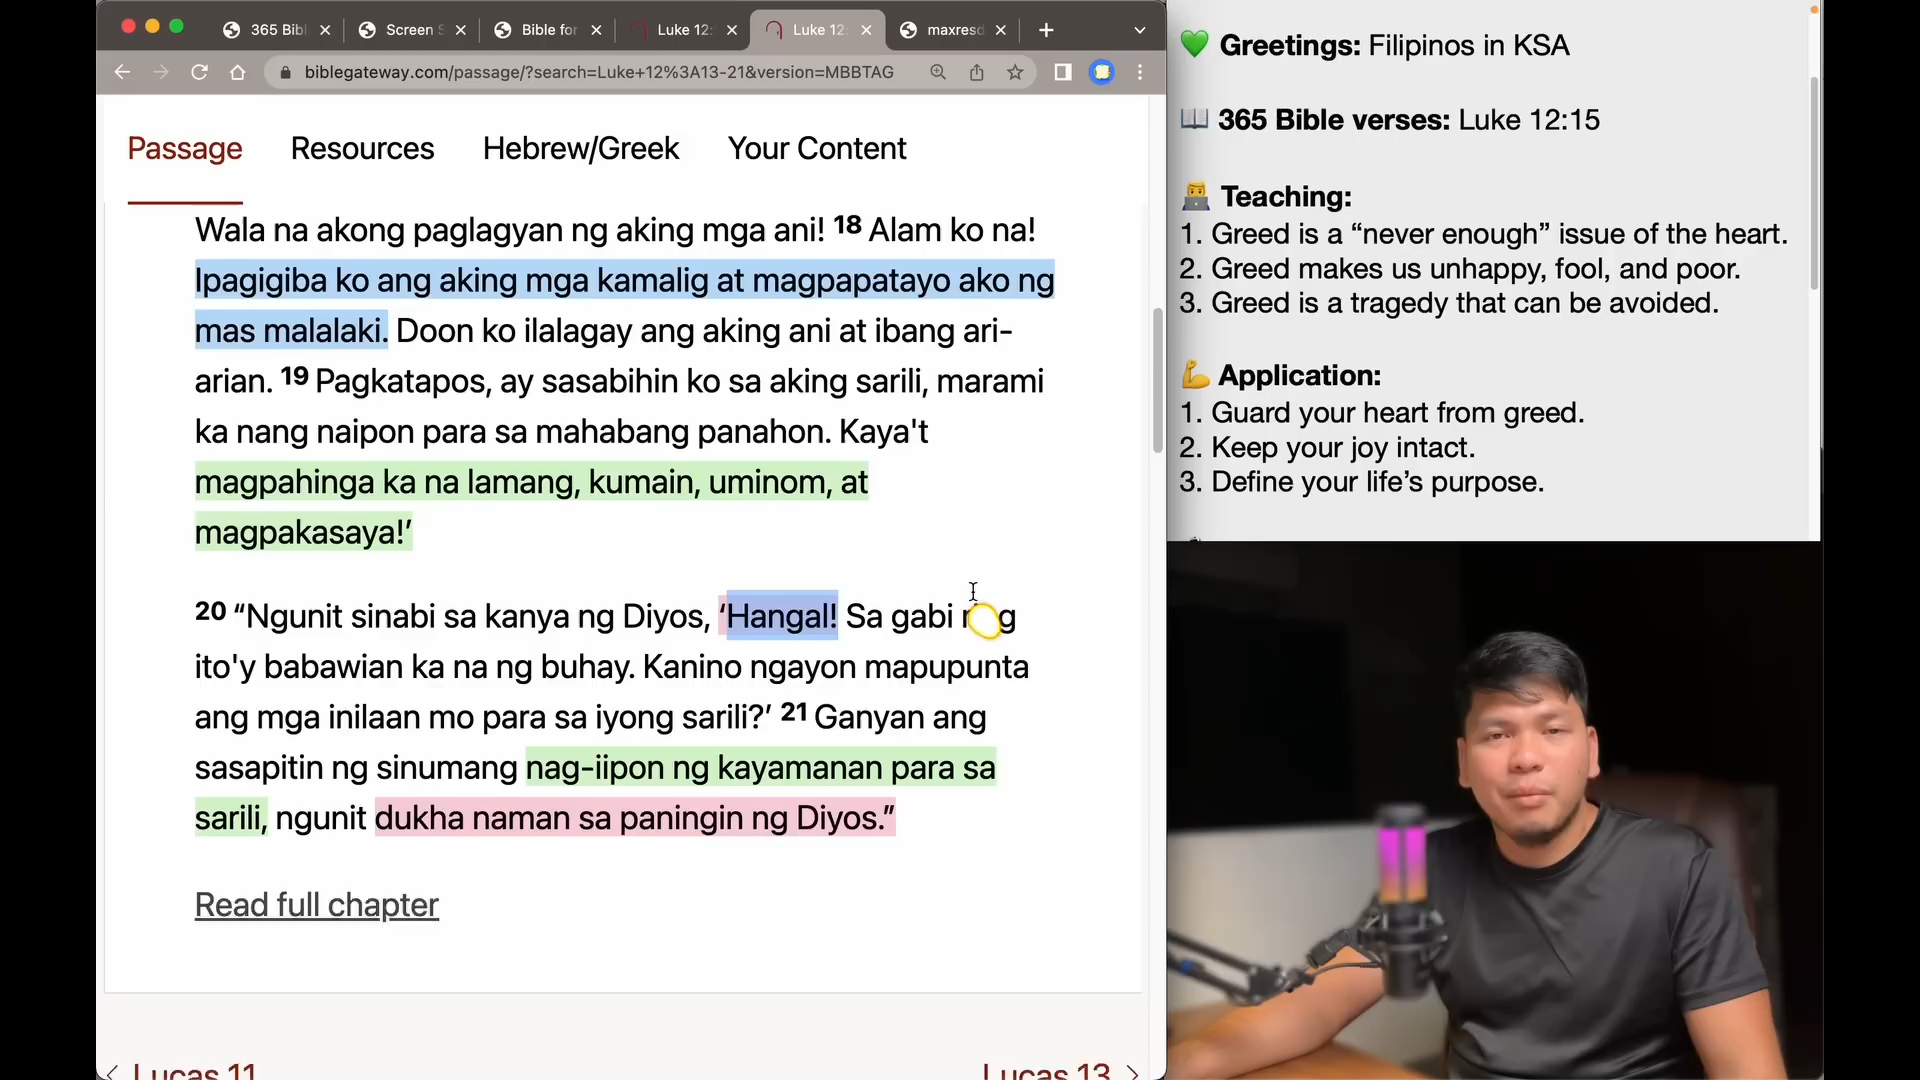 365 Bibl
Screen S
Bible for
Luke 12:
Luke 12:
maxresd
biblegateway.com/passage/?search=Luke+12%3A13-21&version=MBBTAG
Passage
Resources
Hebrew/Greek
Your Content
Wala na akong paglagyan ng aking mga ani! 18 Alam ko na!
Ipagigiba ko ang aking mga kamalig at magpapatayo ako ng
mas malalaki. Doon ko ilalagay ang aking ani at ibang ari-
arian. 19 Pagkatapos, ay sasabihin ko sa aking sarili, marami
ka nang naipon para sa mahabang panahon. Kaya't
magpahinga ka na lamang, kumain, uminom, at
magpakasaya!’
20 “Ngunit sinabi sa kanya ng Diyos, ‘Hangal! Sa gabi
ito'y babawian ka na ng buhay. Kanino ngayon mapupunta
ang mga inilaan mo para sa iyong sarili?’ 21 Ganyan ang
sasapitin ng sinumang nag-iipon ng kayamanan para sa
sarili, ngunit dukha naman sa paningin ng Diyos.”
Read full chapter
Lucas 11
Lucas 13
💚 Greetings: Filipinos in KSA
📖 365 Bible verses: Luke 12:15
👨‍💻 Teaching:
1. Greed is a “never enough” issue of the heart.
2. Greed makes us unhappy, fool, and poor.
3. Greed is a tragedy that can be avoided.
💪 Application:
1. Guard your heart from greed.
2. Keep your joy intact.
3. Define your life’s purpose.